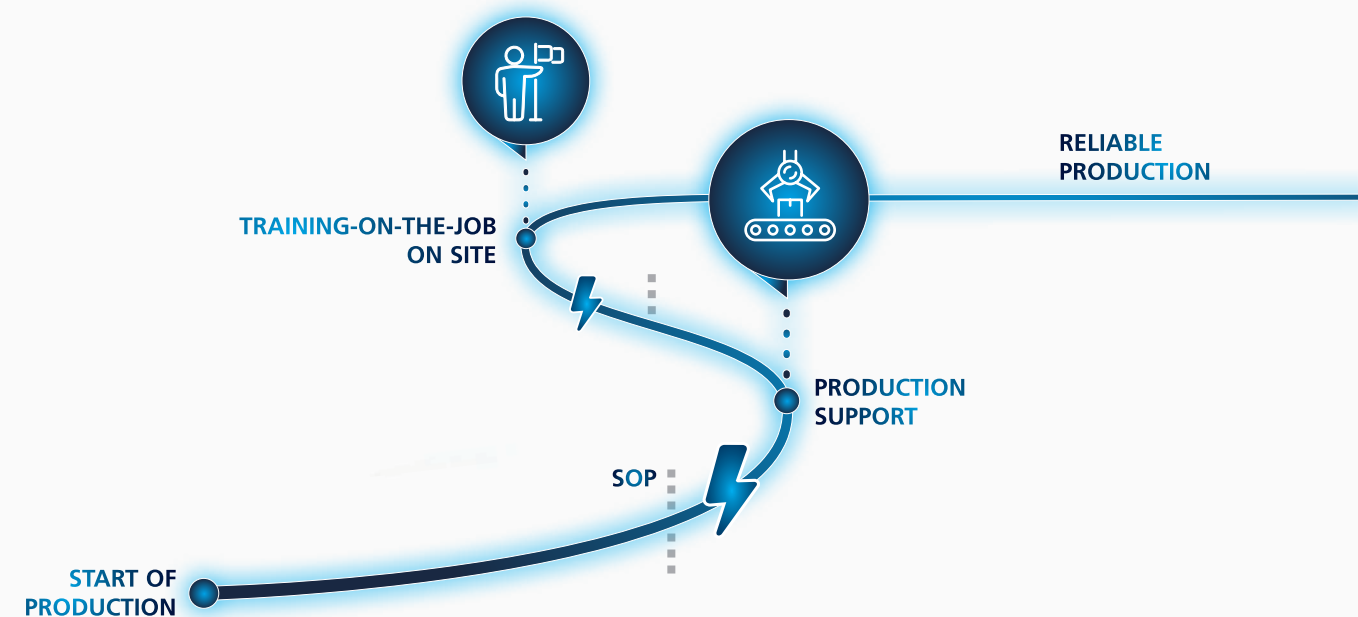 RELIABLE
PRODUCTION
TRAINING-ON-THE-JOB
ON SITE
PRODUCTION
SUPPORT
SOP
START OF
PRODUCTION